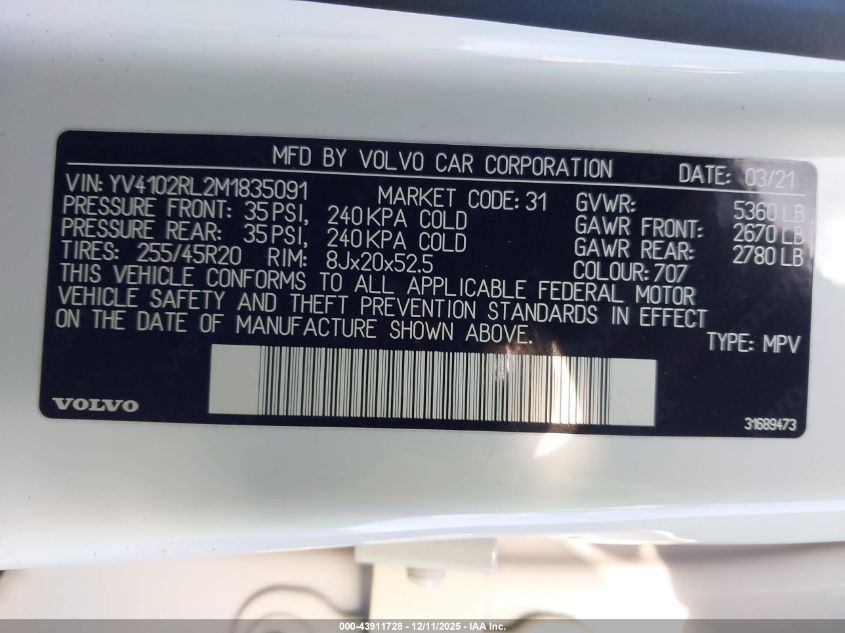 MFD BY VOLVO CAR CORPORATION DATE: 03/21
VIN: YV4102RL2M1835091 MARKET CODE: 31 GVWR: 5360 LB
PRESSURE FRONT: 35 PSI, 240 KPA COLD GAWR FRONT: 2670 LB
PRESSURE REAR: 35 PSI, 240 KPA COLD GAWR REAR: 2780 LB
TIRES: 255/45R20 RIM: 8Jx20x52.5 COLOUR: 707
THIS VEHICLE CONFORMS TO ALL APPLICABLE FEDERAL MOTOR
VEHICLE SAFETY AND THEFT PREVENTION STANDARDS IN EFFECT
ON THE DATE OF MANUFACTURE SHOWN ABOVE. TYPE: MPV
VOLVO 31689473
000-43911728 - 12/11/2025 - IAA Inc.